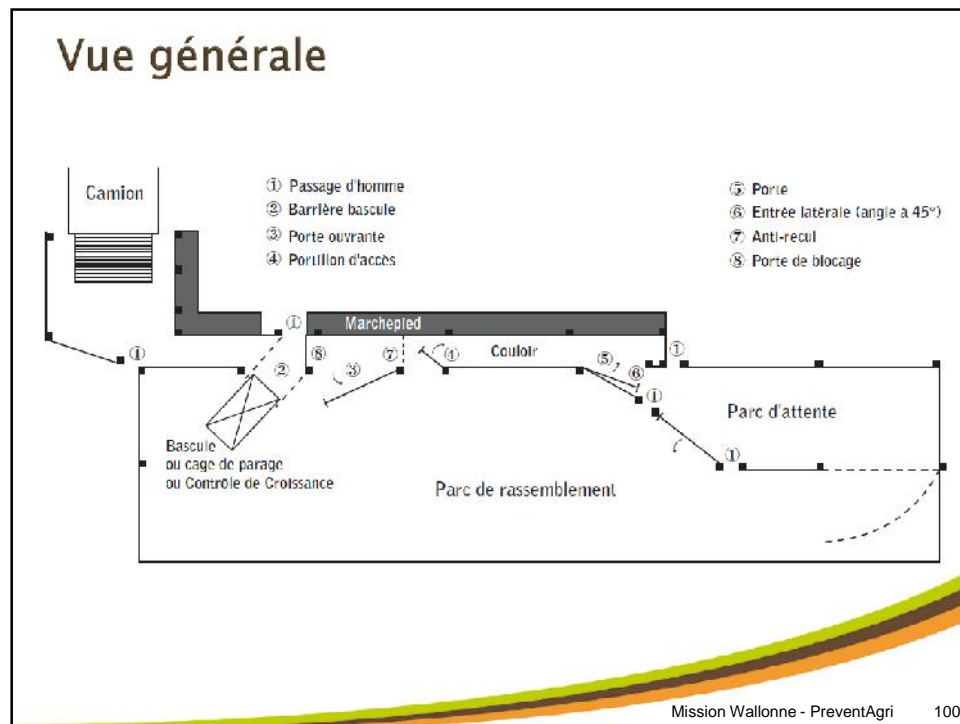 Vue générale
Camion
① Passage d'homme
② Barrière bascule
③ Porte ouvrante
④ Portillon d'accès
⑤ Porte
⑥ Entrée latérale (angle à 45°)
⑦ Anti-recul
⑧ Porte de blocage
①
Marchepied
①
②
⑧
③
⑦
④
Couloir
⑤
⑥
①
①
①
Parc d'attente
Bascule
ou cage de parage
ou Contrôle de Croissance
Parc de rassemblement
Mission Wallonne - PreventAgri 100